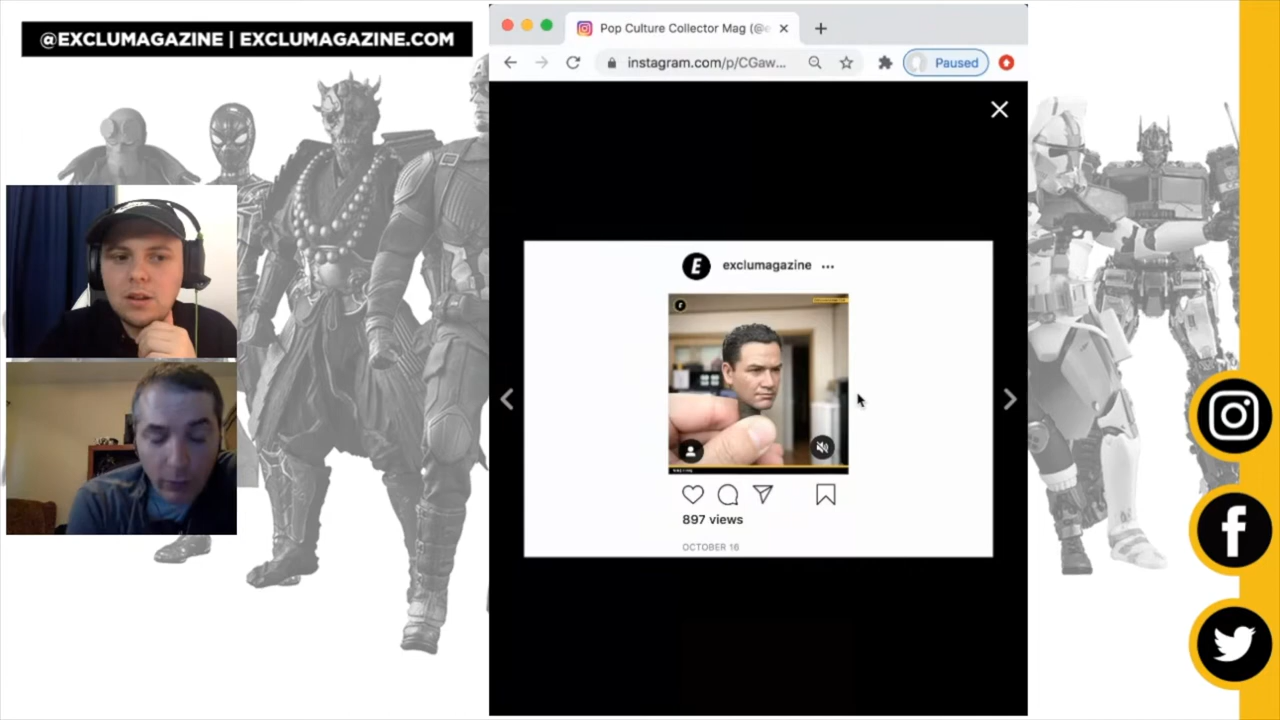 @EXCLUMAGAZINE | EXCLUMAGAZINE.COM
Pop Culture Collector Mag (@e
instagram.com/p/CGaw...
Paused
E exclumagazine ...
897 views
OCTOBER 16